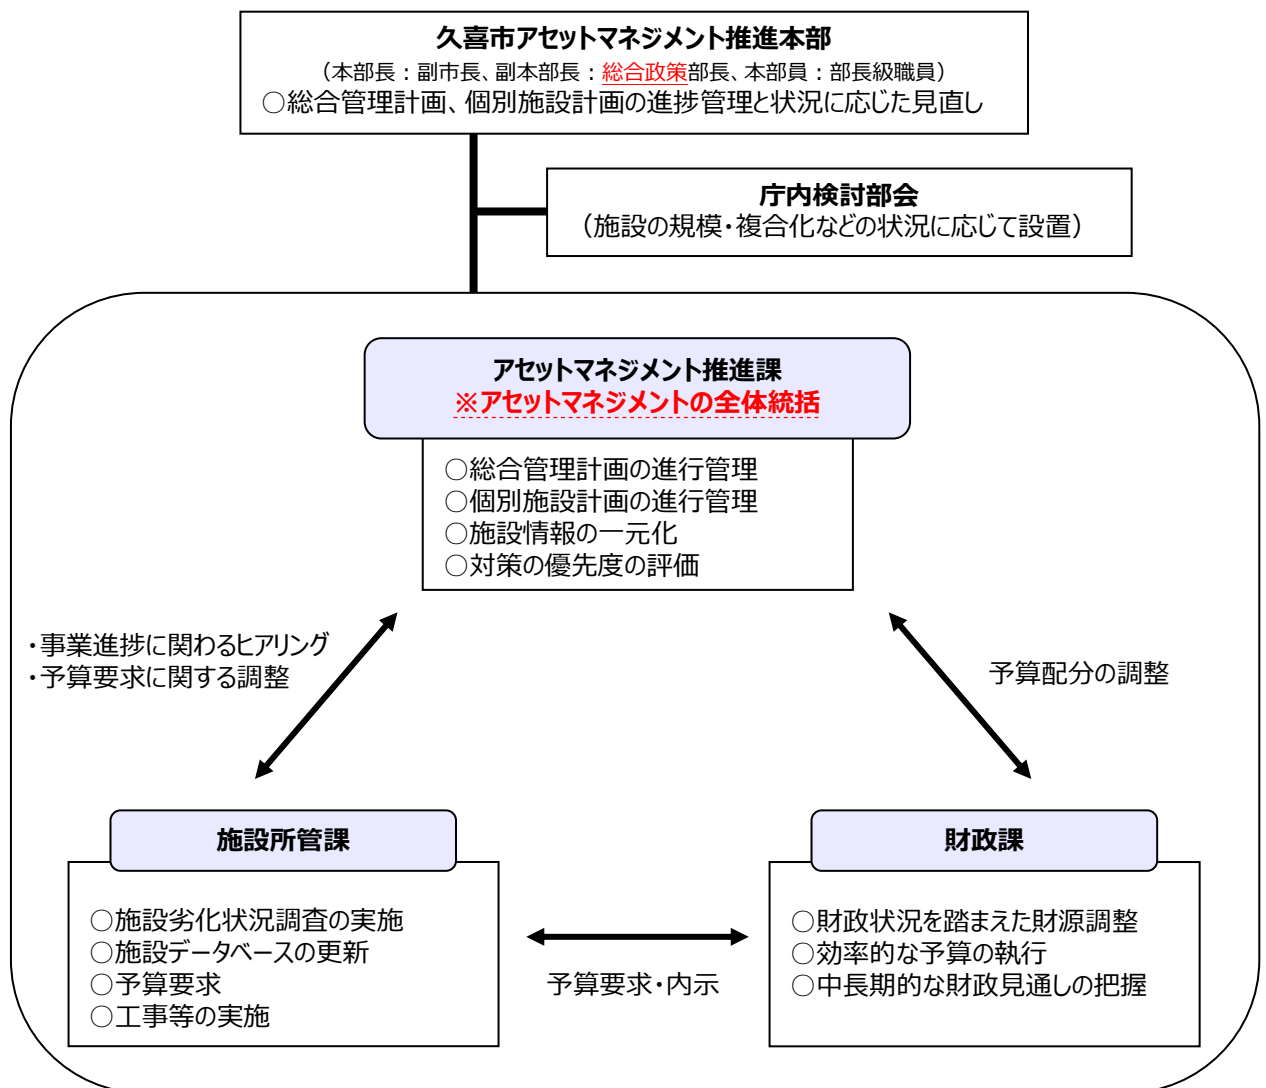 久喜市アセットマネジメント推進本部
（本部長：副市長、副本部長：総合政策部長、本部員：部長級職員）
○総合管理計画、個別施設計画の進捗管理と状況に応じた見直し
庁内検討部会
（施設の規模・複合化などの状況に応じて設置）
アセットマネジメント推進課
※アセットマネジメントの全体統括
○総合管理計画の進行管理
○個別施設計画の進行管理
○施設情報の一元化
○対策の優先度の評価
・事業進捗に関わるヒアリング
・予算要求に関する調整
予算配分の調整
施設所管課
○施設劣化状況調査の実施
○施設データベースの更新
○予算要求
○工事等の実施
予算要求・内示
財政課
○財政状況を踏まえた財源調整
○効率的な予算の執行
○中長期的な財政見通しの把握